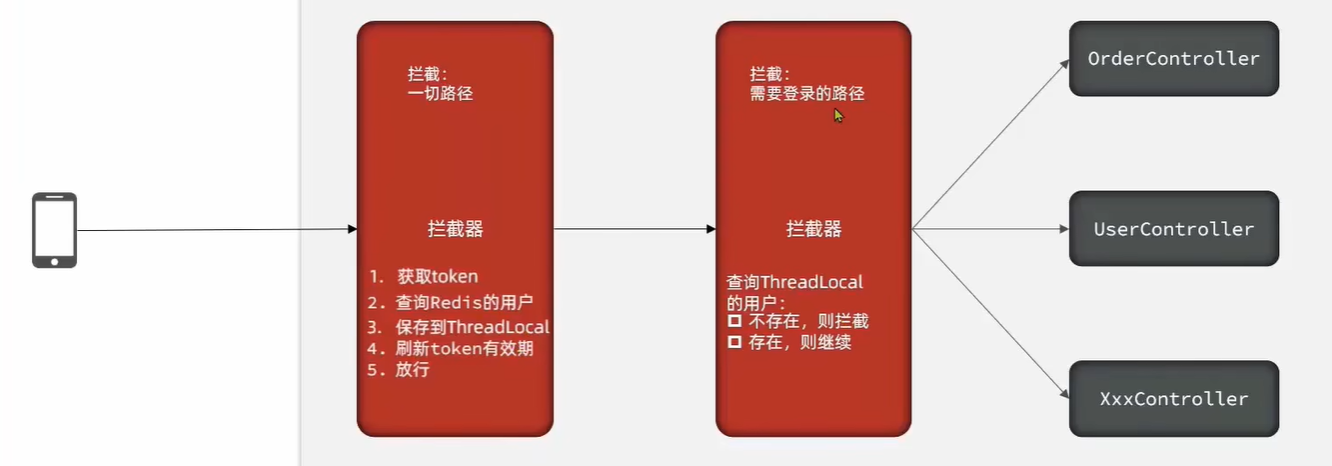 拦截：
一切路径
拦截器
1. 获取token
2. 查询Redis的用户
3. 保存到ThreadLocal
4. 刷新token有效期
5. 放行
拦截：
需要登录的路径
拦截器
查询ThreadLocal
的用户：
不存在，则拦截
存在，则继续
OrderController
UserController
XxxController